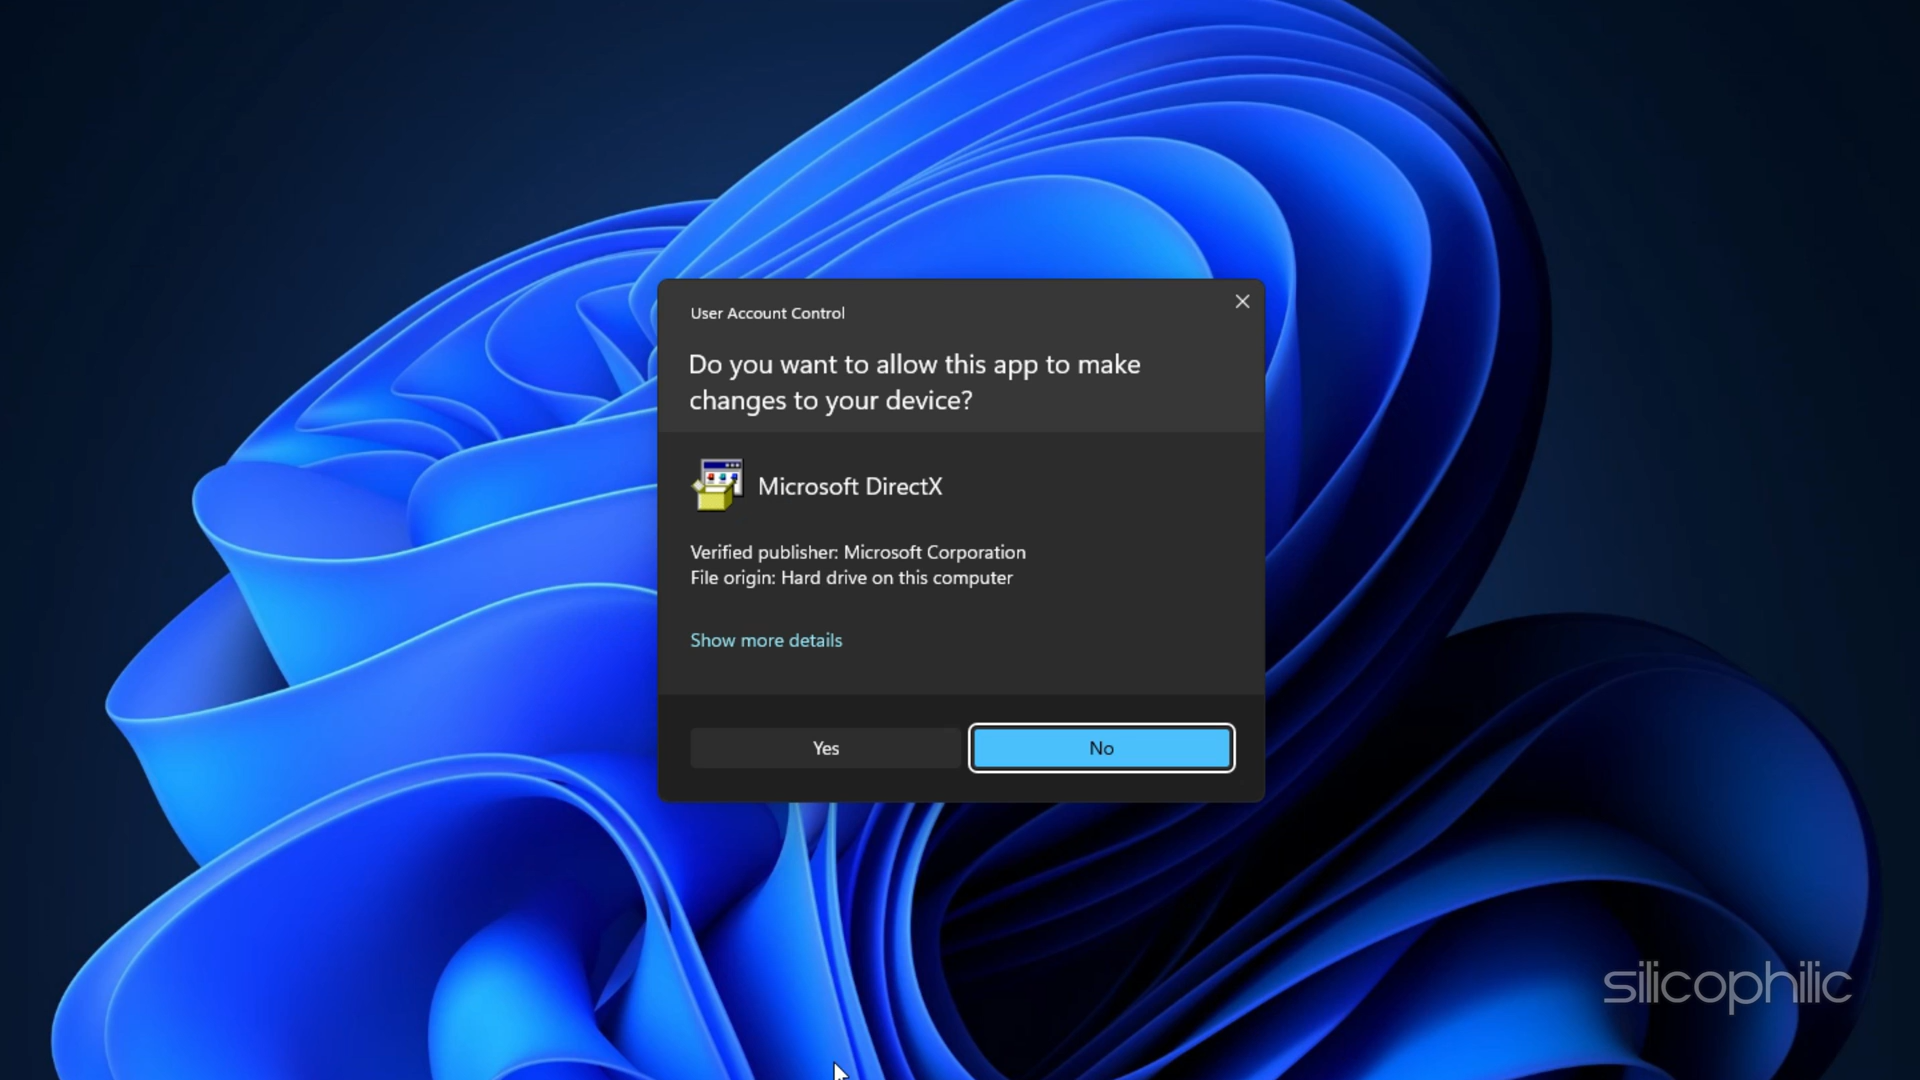 User Account Control
Do you want to allow this app to make
changes to your device?
Microsoft DirectX
Verified publisher: Microsoft Corporation
File origin: Hard drive on this computer
Show more details
Yes
No
silicophilic